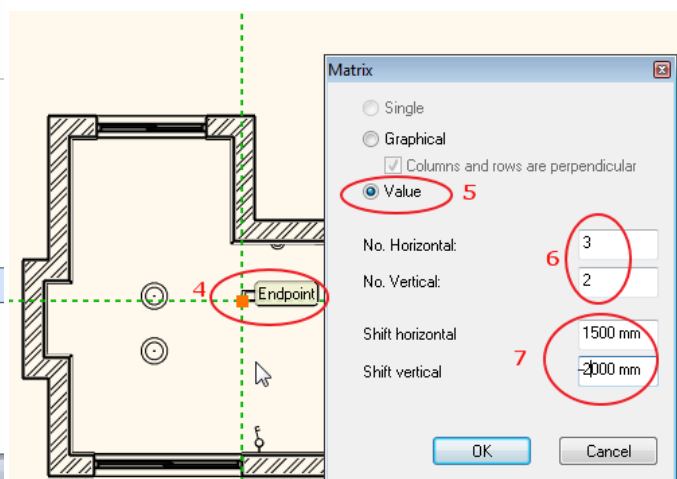 Matrix
Single
Graphical
Columns and rows are perpendicular
Value 5
No. Horizontal: 3
6
No. Vertical: 2
4 Endpoint
Shift horizontal 1500 mm
7
Shift vertical -2000 mm
OK Cancel